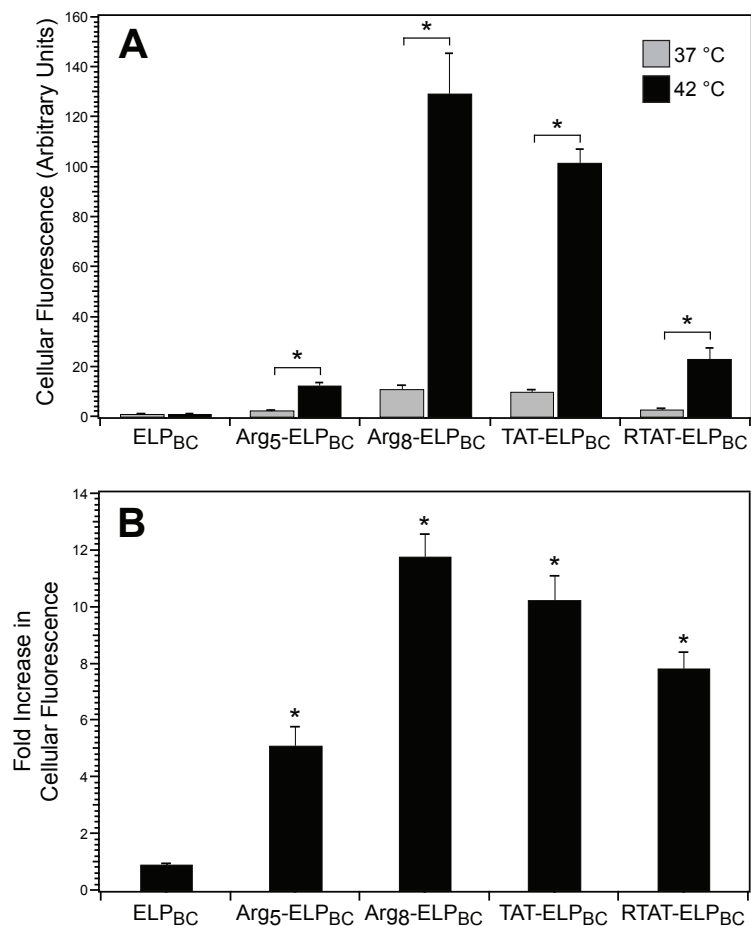 A
37 °C
42 °C
*
*
*
*
Cellular Fluorescence (Arbitrary Units)
160
140
120
100
80
60
40
20
0
ELPBC Arg5-ELPBC Arg8-ELPBC TAT-ELPBC RTAT-ELPBC
B
*
*
*
*
Fold Increase in
Cellular Fluorescence
14
12
10
8
6
4
2
0
ELPBC Arg5-ELPBC Arg8-ELPBC TAT-ELPBC RTAT-ELPBC